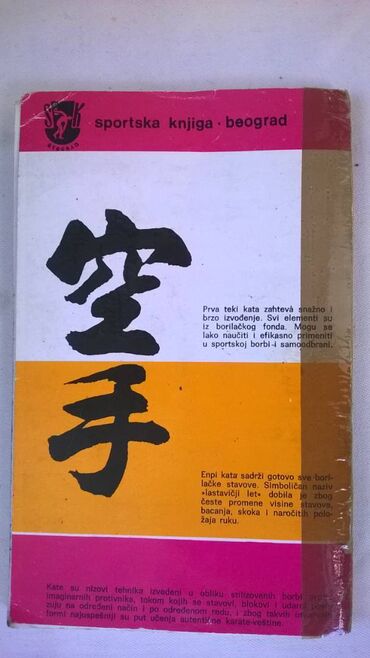 SK
BEOGRAD
sportska knjiga · beograd
空
手
Prva teki kata zahteva snažno i
brzo izvođenje. Svi elementi su
iz borilačkog fonda. Mogu se
lako naučiti i efikasno primeniti
u sportskoj borbi i samoodbrani.
Enpi kata sadrži gotovo sve bori-
lačke stavove. Simboličan naziv
»lastavičji let« dobila je zbog
česte promene visine stavova,
bacanja, skoka i naročitih polo-
žaja ruku.
Kate su nizovi tehnika izvedeni u obliku stilizovanih borbi
imaginarnih protivnika, tokom kojih se stavovi, blokovi i udarci
zuju na određeni način i po određenom redu, i zbog takvih
formi najuspešniji su put učenja autentične karate-veštine.